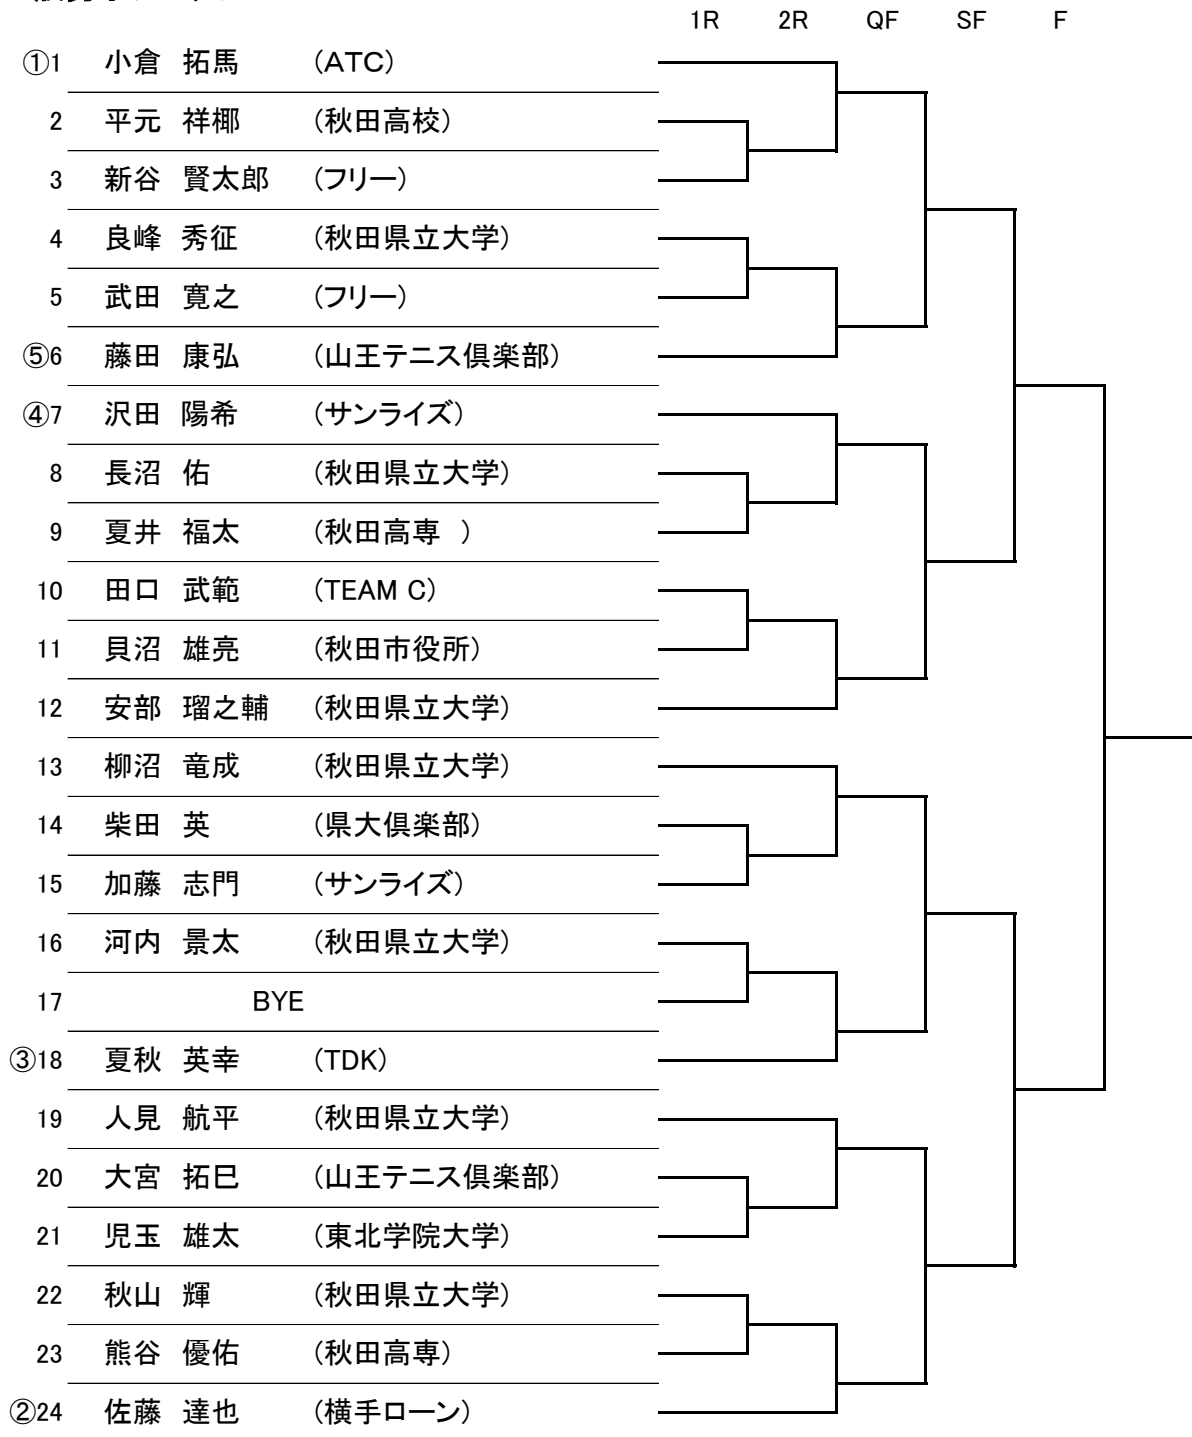 1R 2R QF SF F
①1 小倉 拓馬 (ATC)
2 平元 祥椰 (秋田高校)
3 新谷 賢太郎 (フリー)
4 良峰 秀征 (秋田県立大学)
5 武田 寛之 (フリー)
⑤6 藤田 康弘 (山王テニス倶楽部)
④7 沢田 陽希 (サンライズ)
8 長沼 佑 (秋田県立大学)
9 夏井 福太 (秋田高専 )
10 田口 武範 (TEAM C)
11 貝沼 雄亮 (秋田市役所)
12 安部 瑠之輔 (秋田県立大学)
13 柳沼 竜成 (秋田県立大学)
14 柴田 英 (県大倶楽部)
15 加藤 志門 (サンライズ)
16 河内 景太 (秋田県立大学)
17 BYE
③18 夏秋 英幸 (TDK)
19 人見 航平 (秋田県立大学)
20 大宮 拓巳 (山王テニス倶楽部)
21 児玉 雄太 (東北学院大学)
22 秋山 輝 (秋田県立大学)
23 熊谷 優佑 (秋田高専)
②24 佐藤 達也 (横手ローン)